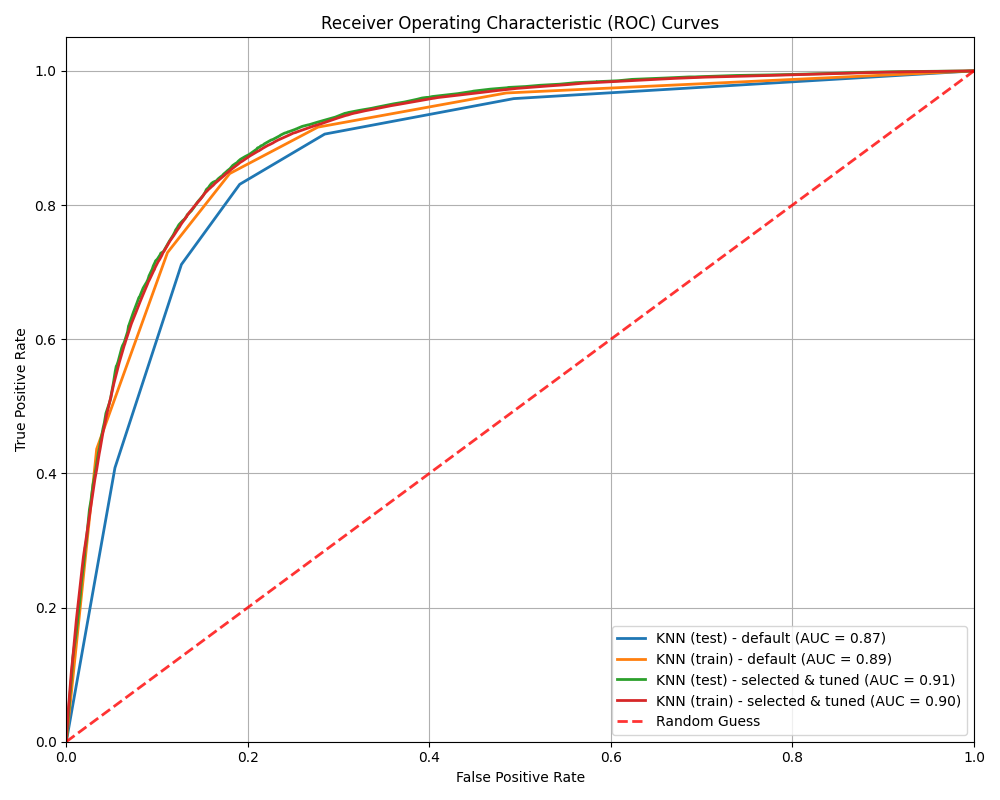 Receiver Operating Characteristic (ROC) Curves
True Positive Rate
1.0
0.8
0.6
0.4
0.2
0.0
KNN (test) - default (AUC = 0.87)
KNN (train) - default (AUC = 0.89)
KNN (test) - selected & tuned (AUC = 0.91)
KNN (train) - selected & tuned (AUC = 0.90)
Random Guess
0.0 0.2 0.4 0.6 0.8 1.0
False Positive Rate